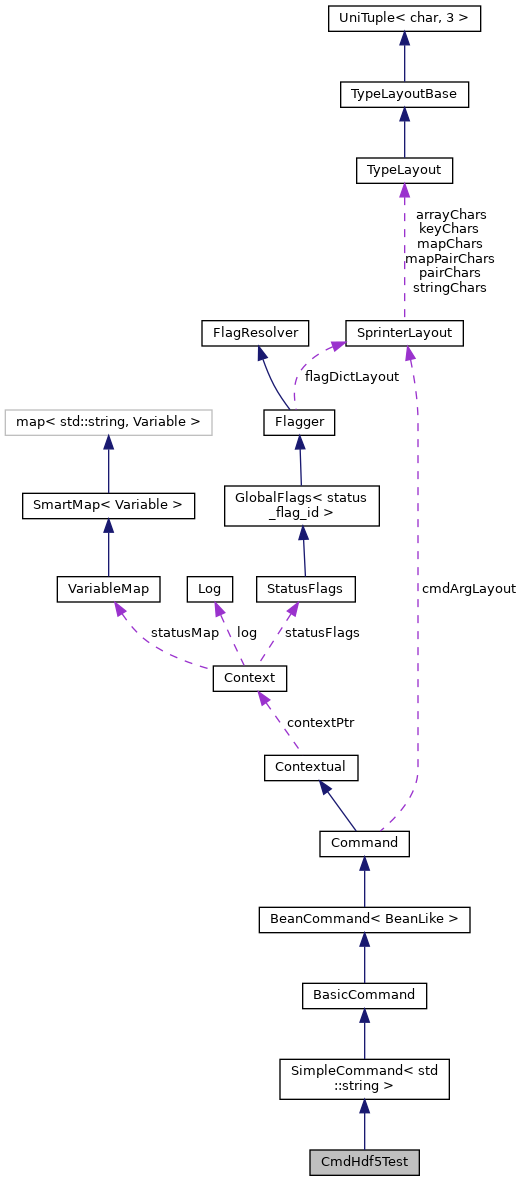 UniTuple< char, 3 >
TypeLayoutBase
TypeLayout
arrayChars
keyChars
mapChars
mapPairChars
pairChars
stringChars
FlagResolver
SprinterLayout
flagDictLayout
map< std::string, Variable >
Flagger
SmartMap< Variable >
GlobalFlags< status
_flag_id >
VariableMap
Log
StatusFlags
cmdArgLayout
statusMap
log
statusFlags
Context
contextPtr
Contextual
Command
BeanCommand< BeanLike >
BasicCommand
SimpleCommand< std
::string >
CmdHdf5Test